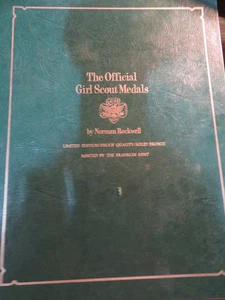 The Official
Girl Scout Medals
by Norman Rockwell
LIMITED EDITION/PROOF QUALITY/SOLID BRONZE
MINTED BY THE FRANKLIN MINT